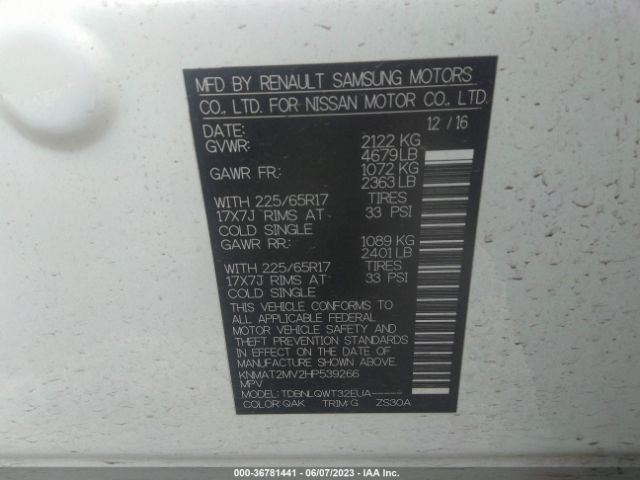 MFD BY RENAULT SAMSUNG MOTORS
CO., LTD. FOR NISSAN MOTOR CO., LTD.
DATE: 12 / 16
GVWR: 2122 KG
4679 LB
GAWR FR: 1072 KG
2363 LB
WITH 225/65R17 TIRES
17X7J RIMS AT 33 PSI
COLD SINGLE
GAWR RR: 1089 KG
2401 LB
WITH 225/65R17 TIRES
17X7J RIMS AT 33 PSI
COLD SINGLE
THIS VEHICLE CONFORMS TO
ALL APPLICABLE FEDERAL
MOTOR VEHICLE SAFETY AND
THEFT PREVENTION STANDARDS
IN EFFECT ON THE DATE OF
MANUFACTURE SHOWN ABOVE.
KNMAT2MV2HP539266
MPV
MODEL: TDBNLQWT32EUA-----
COLOR: QAK TRIM: G ZS30A
000-36781441 - 06/07/2023 - IAA Inc.